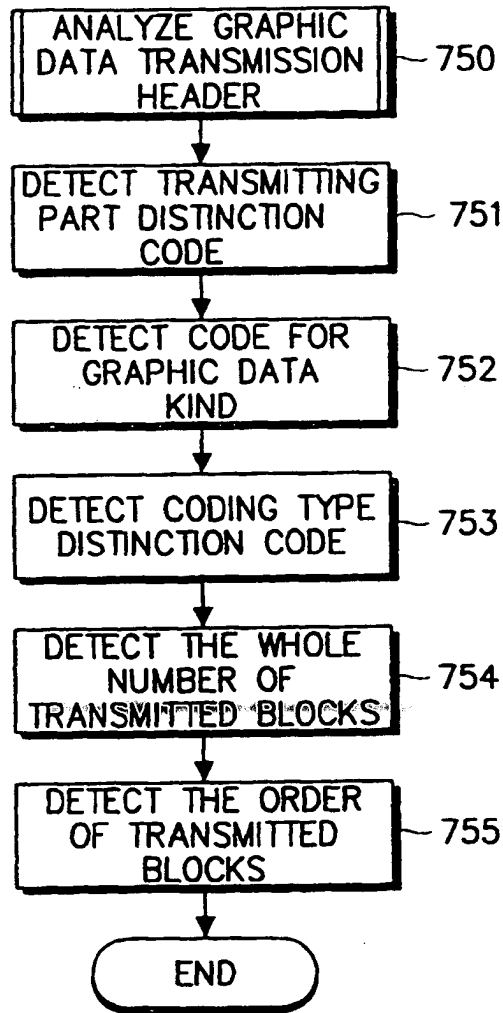 ANALYZE GRAPHIC
DATA TRANSMISSION
HEADER
750
DETECT TRANSMITTING
PART DISTINCTION
CODE
751
DETECT CODE FOR
GRAPHIC DATA
KIND
752
DETECT CODING TYPE
DISTINCTION CODE
753
DETECT THE WHOLE
NUMBER OF
TRANSMITTED BLOCKS
754
DETECT THE ORDER
OF TRANSMITTED
BLOCKS
755
END